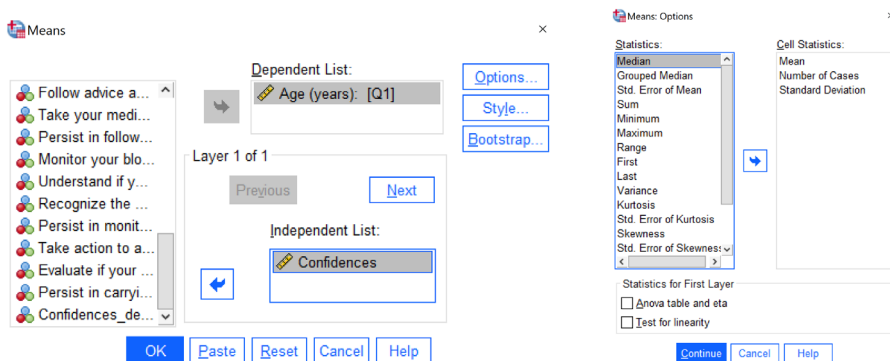 Means
Dependent List:
Age (years): [Q1]
Options...
Style...
Bootstrap...
Follow advice a...
Take your medi...
Persist in follow...
Monitor your blo...
Understand if y...
Recognize the ...
Persist in monit...
Take action to a...
Evaluate if your ...
Persist in carryi...
Confidences_de...
Layer 1 of 1
Previous
Next
Independent List:
Confidences
OK
Paste
Reset
Cancel
Help
Means: Options
Statistics:
Median
Grouped Median
Std. Error of Mean
Sum
Minimum
Maximum
Range
First
Last
Variance
Kurtosis
Std. Error of Kurtosis
Skewness
Std. Error of Skewness
Cell Statistics:
Mean
Number of Cases
Standard Deviation
Statistics for First Layer
Anova table and eta
Test for linearity
Continue
Cancel
Help